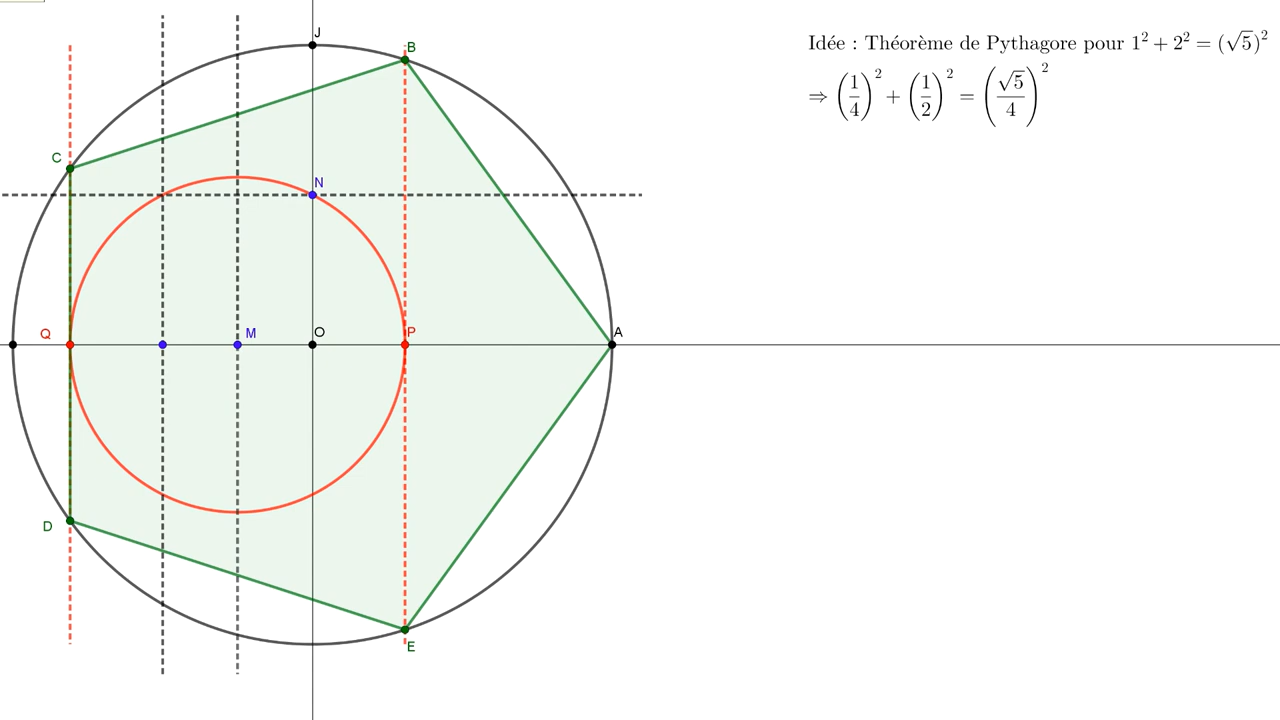 Idée : Théorème de Pythagore pour 1² + 2² = (√5)²
⇒ (1/4)² + (1/2)² = (√5/4)²
J
B
C
N
Q
M
O
P
A
D
E